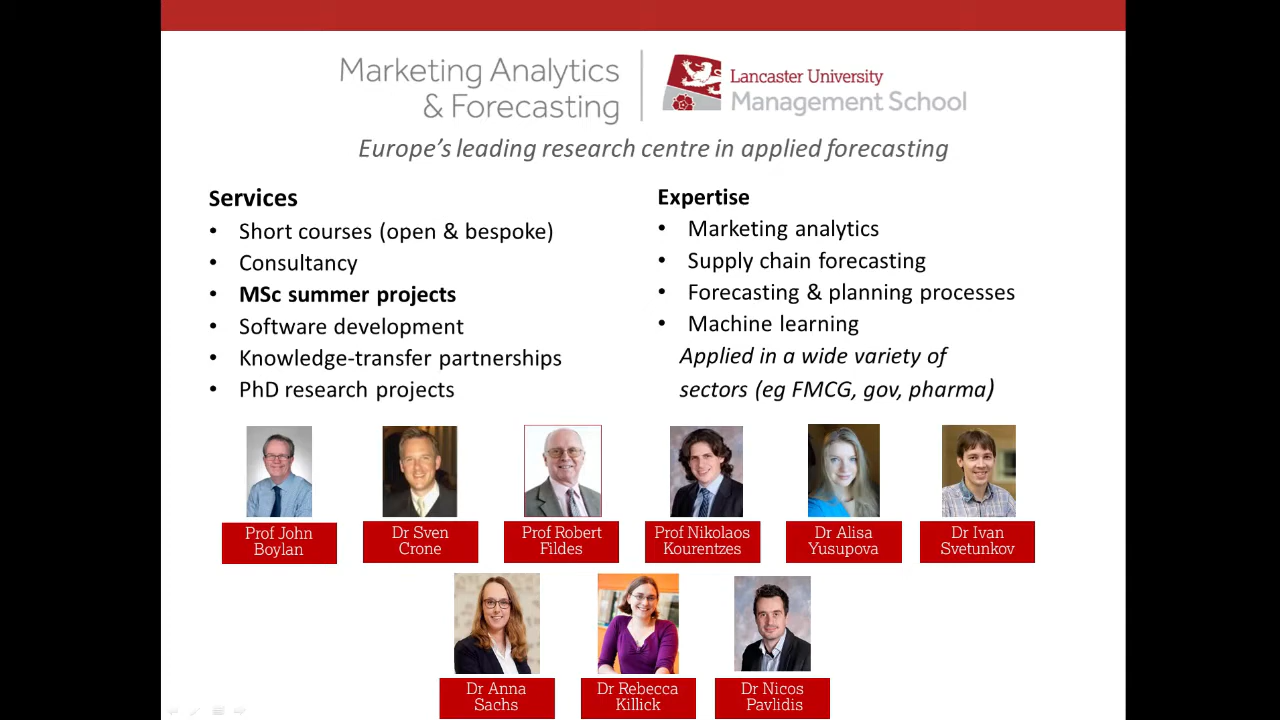 Marketing Analytics
& Forecasting
Lancaster University
Management School
Europe's leading research centre in applied forecasting
Services
• Short courses (open & bespoke)
• Consultancy
• MSc summer projects
• Software development
• Knowledge-transfer partnerships
• PhD research projects
Expertise
• Marketing analytics
• Supply chain forecasting
• Forecasting & planning processes
• Machine learning
Applied in a wide variety of
sectors (eg FMCG, gov, pharma)
Prof John
Boylan
Dr Sven
Crone
Prof Robert
Fildes
Prof Nikolaos
Kourentzes
Dr Alisa
Yusupova
Dr Ivan
Svetunkov
Dr Anna
Sachs
Dr Rebecca
Killick
Dr Nicos
Pavlidis